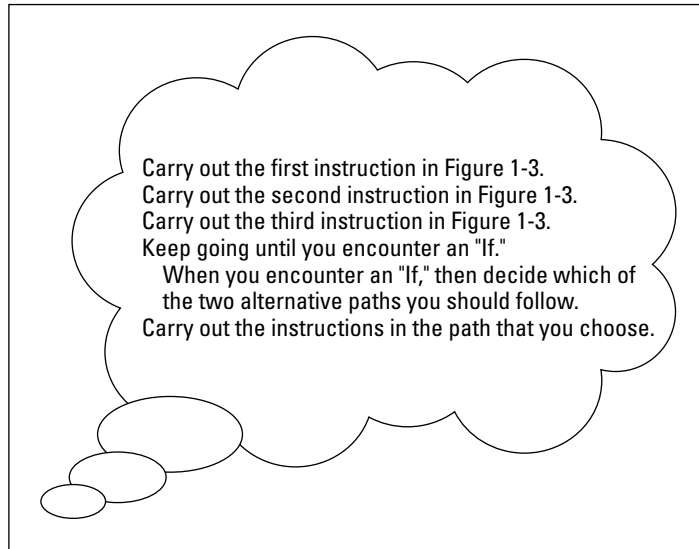 Carry out the first instruction in Figure 1-3.
Carry out the second instruction in Figure 1-3.
Carry out the third instruction in Figure 1-3.
Keep going until you encounter an "If."
When you encounter an "If," then decide which of
the two alternative paths you should follow.
Carry out the instructions in the path that you choose.